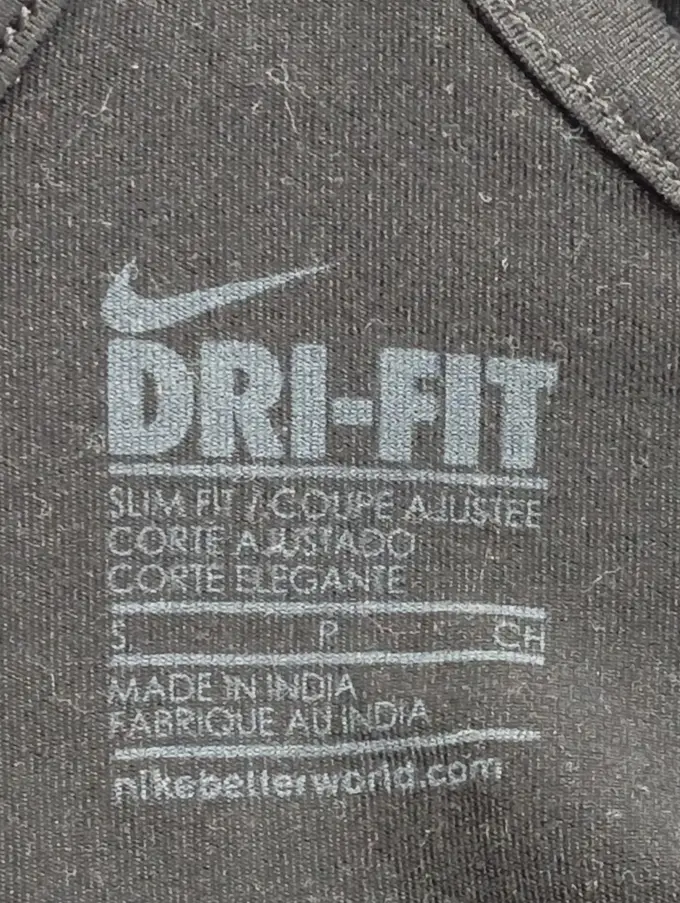 DRI-FIT
SLIM FIT / COUPE AJUSTEE
CORTE AJUSTADO
CORTE ELEGANTE
S P CH
MADE IN INDIA
FABRIQUE AU INDIA
nikebetterworld.com